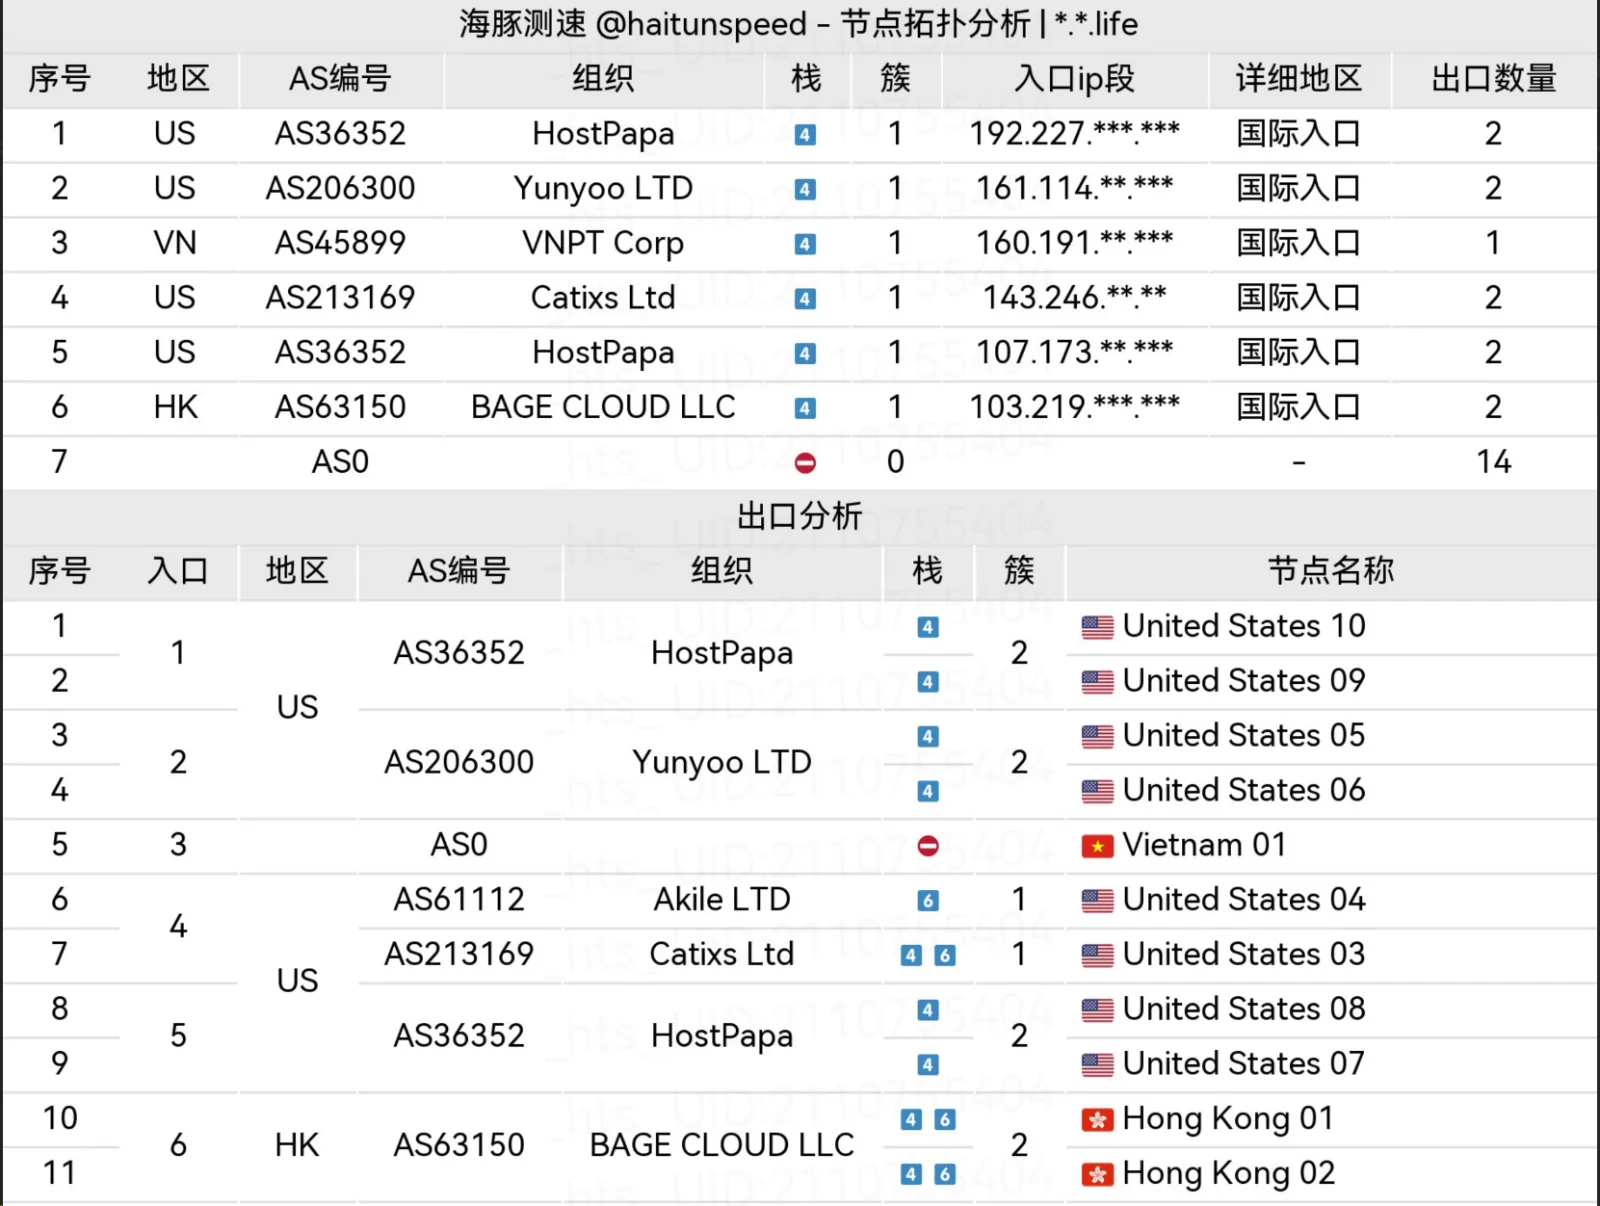 海豚测速 @haitunspeed - 节点拓扑分析 | *.*.life
序号 地区 AS编号 组织 栈 簇 入口ip段 详细地区 出口数量
1 US AS36352 HostPapa 4 1 192.227.***.*** 国际入口 2
2 US AS206300 Yunyoo LTD 4 1 161.114.**.*** 国际入口 2
3 VN AS45899 VNPT Corp 4 1 160.191.**.*** 国际入口 1
4 US AS213169 Catixs Ltd 4 1 143.246.**.** 国际入口 2
5 US AS36352 HostPapa 4 1 107.173.**.*** 国际入口 2
6 HK AS63150 BAGE CLOUD LLC 4 1 103.219.***.*** 国际入口 2
7 AS0 0 - 14
出口分析
序号 入口 地区 AS编号 组织 栈 簇 节点名称
1 1 US AS36352 HostPapa 4 2 United States 10
2 4 United States 09
3 2 AS206300 Yunyoo LTD 4 2 United States 05
4 4 United States 06
5 3 AS0 Vietnam 01
6 4 US AS61112 Akile LTD 6 1 United States 04
7 AS213169 Catixs Ltd 4 6 1 United States 03
8 5 AS36352 HostPapa 4 2 United States 08
9 4 United States 07
10 6 HK AS63150 BAGE CLOUD LLC 4 6 2 Hong Kong 01
11 4 6 Hong Kong 02
_hts_ UID:2110755404